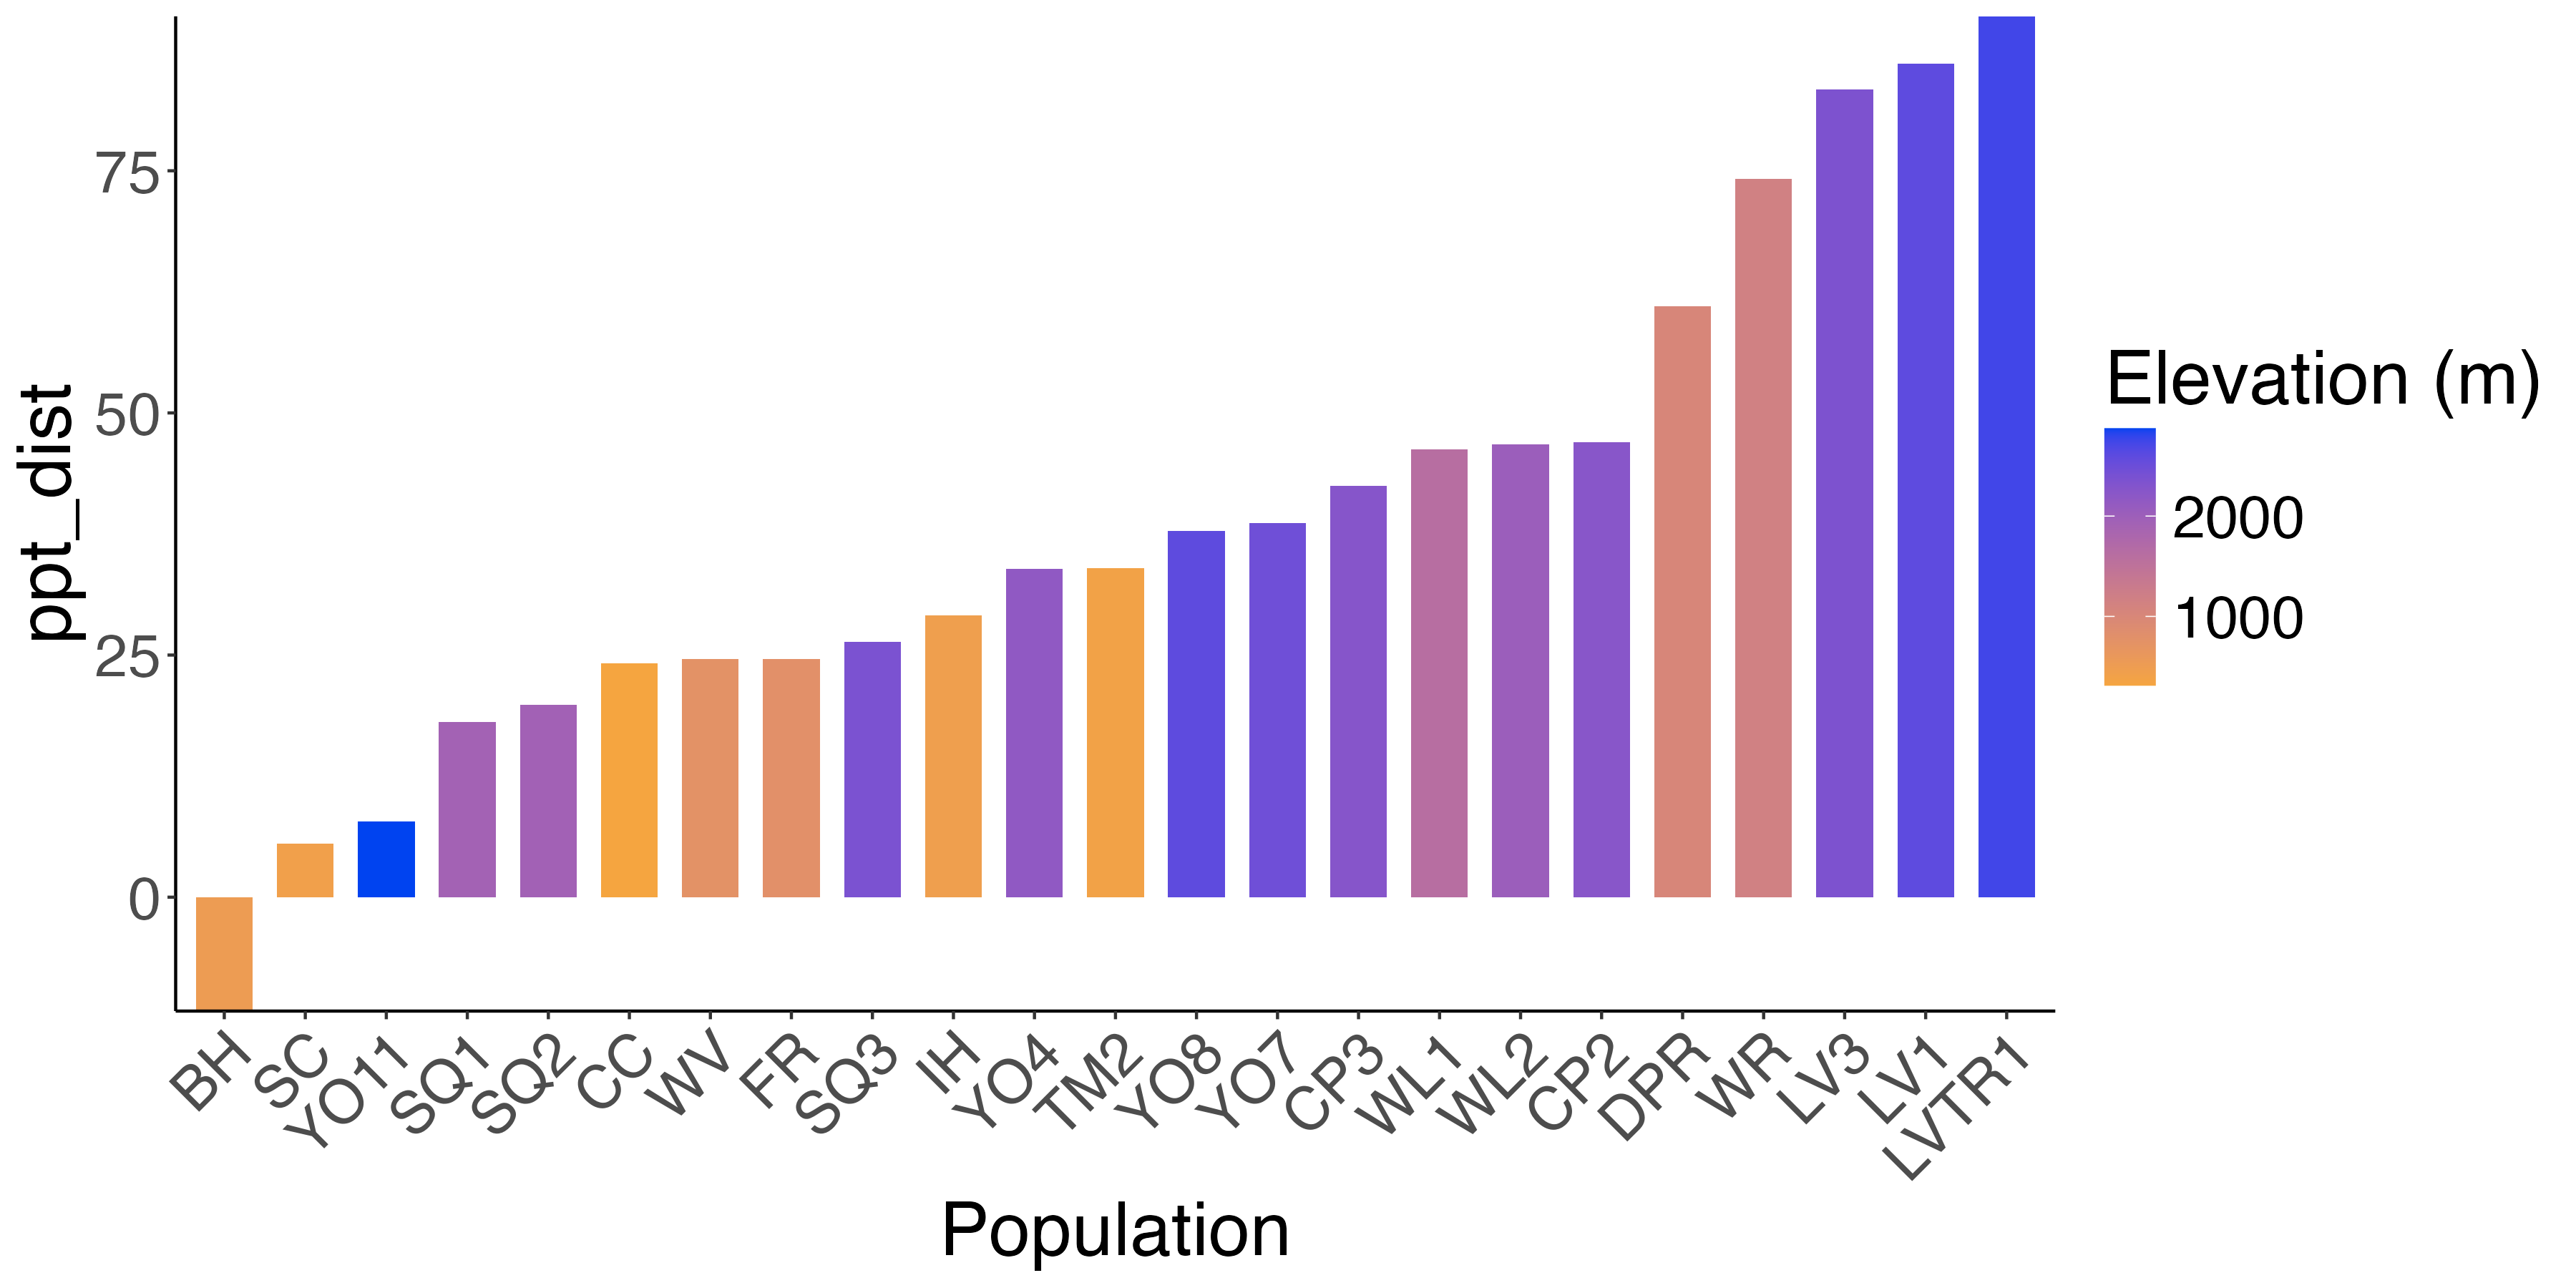 ppt_dist
75
50
25
0
BH
SC
YO11
SQ1
SQ2
CC
WV
FR
SQ3
IH
YO4
TM2
YO8
YO7
CP3
WL1
WL2
CP2
DPR
WR
LV3
LV1
LVTR1
Population
Elevation (m)
2000
1000